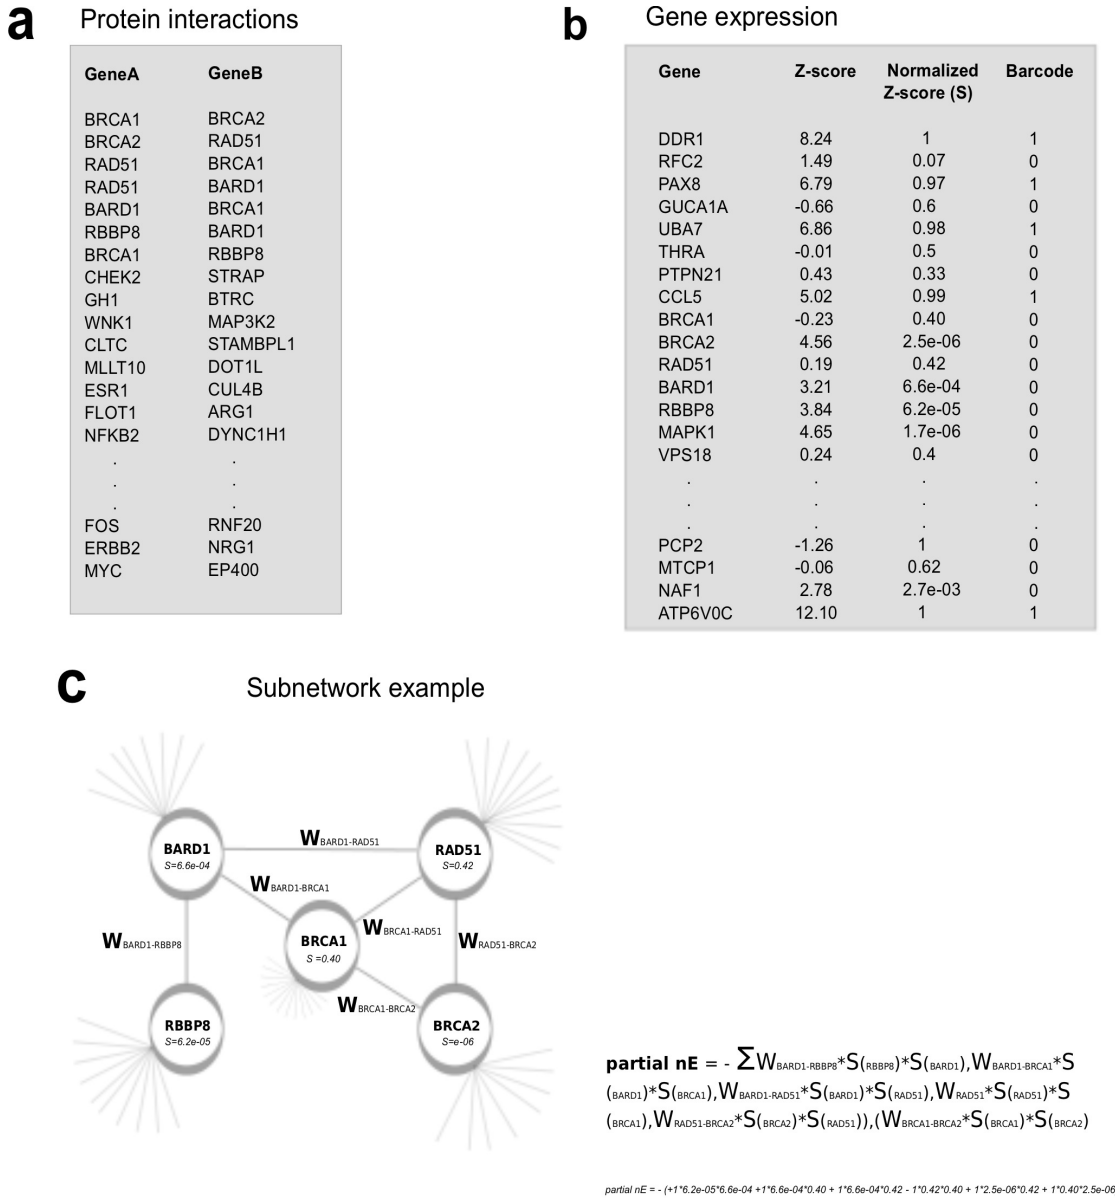 a Protein interactions
GeneA GeneB
BRCA1 BRCA2
BRCA2 RAD51
RAD51 BRCA1
RAD51 BARD1
BARD1 BRCA1
RBBP8 BARD1
BRCA1 RBBP8
CHEK2 STRAP
GH1 BTRC
WNK1 MAP3K2
CLTC STAMBPL1
MLLT10 DOT1L
ESR1 CUL4B
FLOT1 ARG1
NFKB2 DYNC1H1
. .
. .
. .
FOS RNF20
ERBB2 NRG1
MYC EP400
b Gene expression
Gene Z-score Normalized Barcode
Z-score (S)
DDR1 8.24 1 1
RFC2 1.49 0.07 0
PAX8 6.79 0.97 1
GUCA1A -0.66 0.6 0
UBA7 6.86 0.98 1
THRA -0.01 0.5 0
PTPN21 0.43 0.33 0
CCL5 5.02 0.99 1
BRCA1 -0.23 0.40 0
BRCA2 4.56 2.5e-06 0
RAD51 0.19 0.42 0
BARD1 3.21 6.6e-04 0
RBBP8 3.84 6.2e-05 0
MAPK1 4.65 1.7e-06 0
VPS18 0.24 0.4 0
. . . .
. . . .
. . . .
PCP2 -1.26 1 0
MTCP1 -0.06 0.62 0
NAF1 2.78 2.7e-03 0
ATP6V0C 12.10 1 1
c Subnetwork example
WBARD1-RAD51
BARD1
S=6.6e-04
RAD51
S=0.42
WBARD1-BRCA1
WBRCA1-RAD51
WBARD1-RBBP8
BRCA1
S =0.40
WRAD51-BRCA2
WBRCA1-BRCA2
RBBP8
S=6.2e-05
BRCA2
S=e-06
partial nE = - ΣWBARD1-RBBP8*S(RBBP8)*S(BARD1),WBARD1-BRCA1*S
(BARD1)*S(BRCA1),WBARD1-RAD51*S(BARD1)*S(RAD51),WRAD51*S(RAD51)*S
(BRCA1),WRAD51-BRCA2*S(BRCA2)*S(RAD51)),(WBRCA1-BRCA2*S(BRCA1)*S(BRCA2)
partial nE = - (+1*6.2e-05*6.6e-04 +1*6.6e-04*0.40 + 1*6.6e-04*0.42 - 1*0.42*0.40 + 1*2.5e-06*0.42 + 1*0.40*2.5e-06